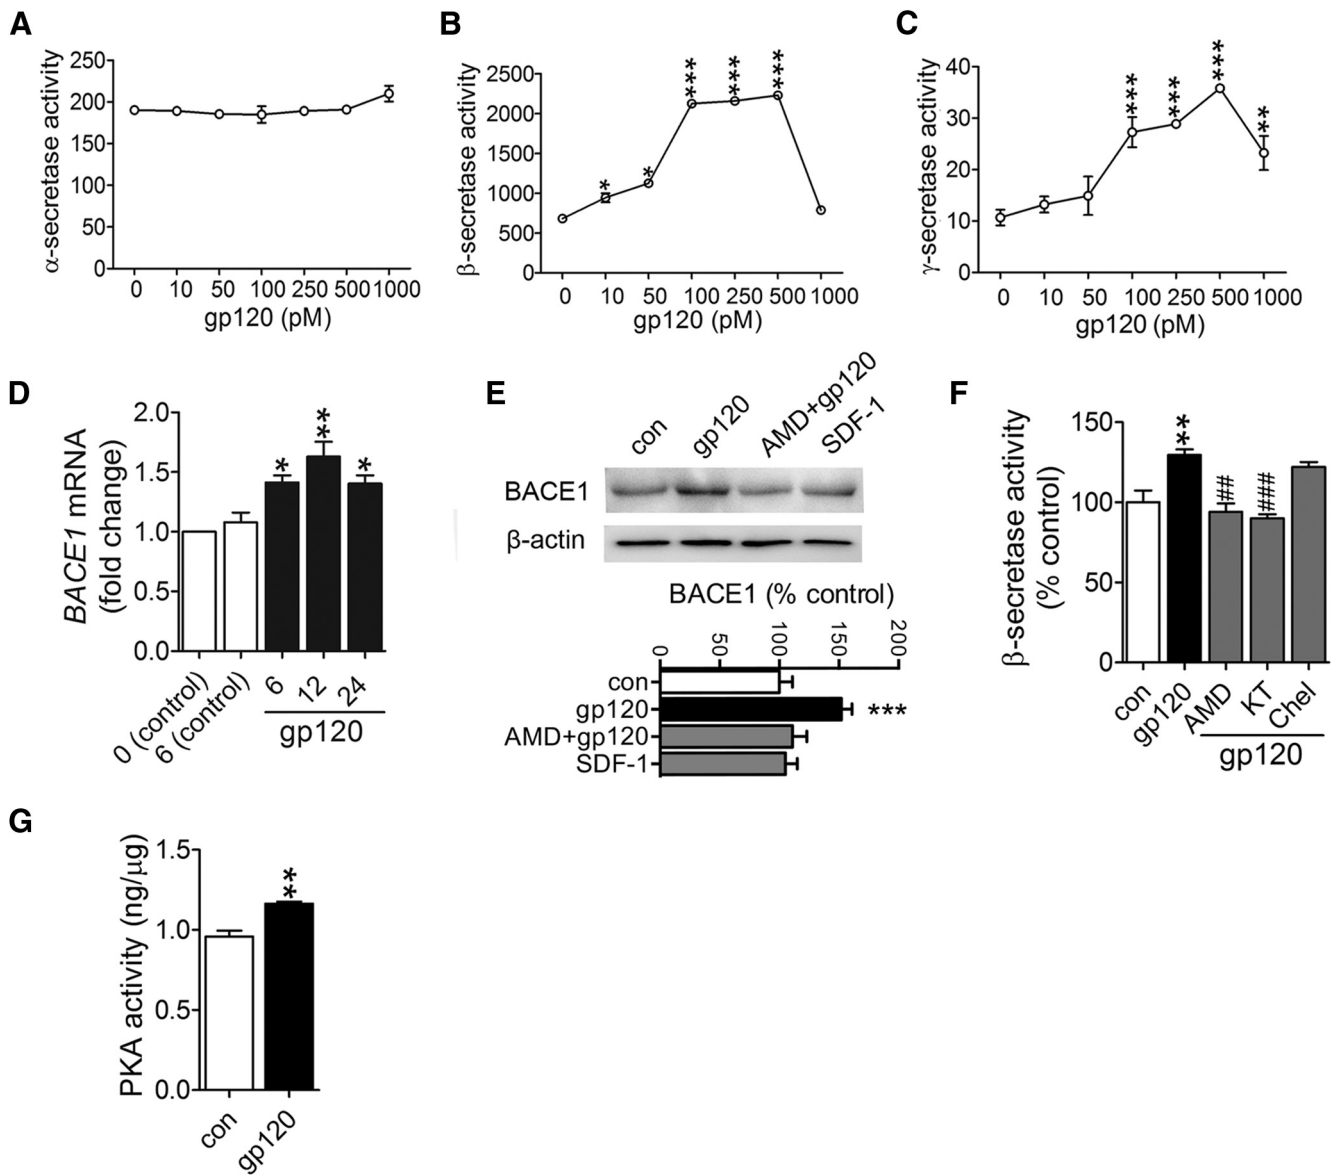 A
α-secretase activity
250
200
150
100
50
0
0 10 50 100 250 500 1000
gp120 (pM)
B
β-secretase activity
2500
2000
1500
1000
500
0
* * *** *** ***
0 10 50 100 250 500 1000
gp120 (pM)
C
γ-secretase activity
40
30
20
10
0
*** *** *** **
0 10 50 100 250 500 1000
gp120 (pM)
D
BACE1 mRNA
(fold change)
2.0
1.5
1.0
0.5
0.0
* ** *
0 (control) 6 (control) 6 12 24
gp120
E
con gp120 AMD+gp120 SDF-1
BACE1
β-actin
BACE1 (% control)
0 50 100 150 200
con
gp120 ***
AMD+gp120
SDF-1
F
β-secretase activity
(% control)
150
100
50
0
** ## ###
con gp120 AMD KT Chel
gp120
G
PKA activity (ng/μg)
1.5
1.0
0.5
0.0
**
con gp120